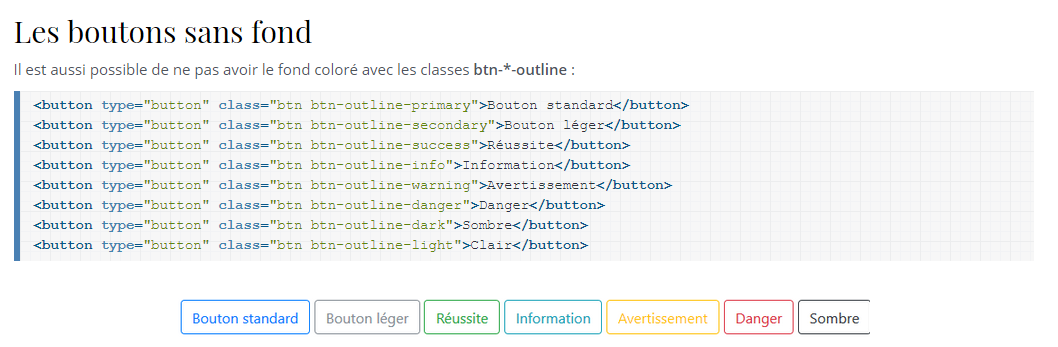 Les boutons sans fond
Il est aussi possible de ne pas avoir le fond coloré avec les classes btn-*-outline :
<button type="button" class="btn btn-outline-primary">Bouton standard</button>
<button type="button" class="btn btn-outline-secondary">Bouton léger</button>
<button type="button" class="btn btn-outline-success">Réussite</button>
<button type="button" class="btn btn-outline-info">Information</button>
<button type="button" class="btn btn-outline-warning">Avertissement</button>
<button type="button" class="btn btn-outline-danger">Danger</button>
<button type="button" class="btn btn-outline-dark">Sombre</button>
<button type="button" class="btn btn-outline-light">Clair</button>
Bouton standard Bouton léger Réussite Information Avertissement Danger Sombre